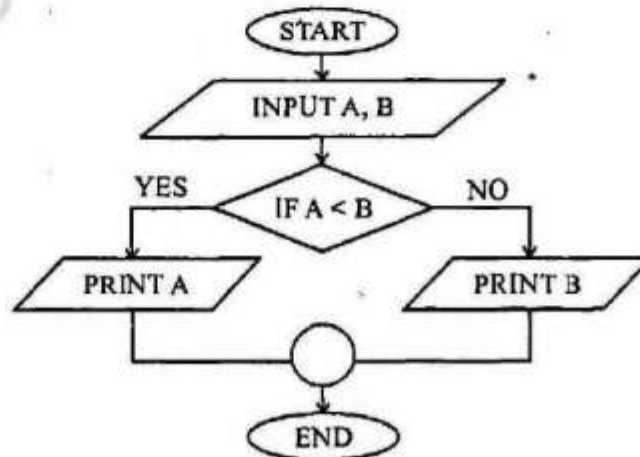 START
INPUT A, B
IF A < B
YES
NO
PRINT A
PRINT B
END